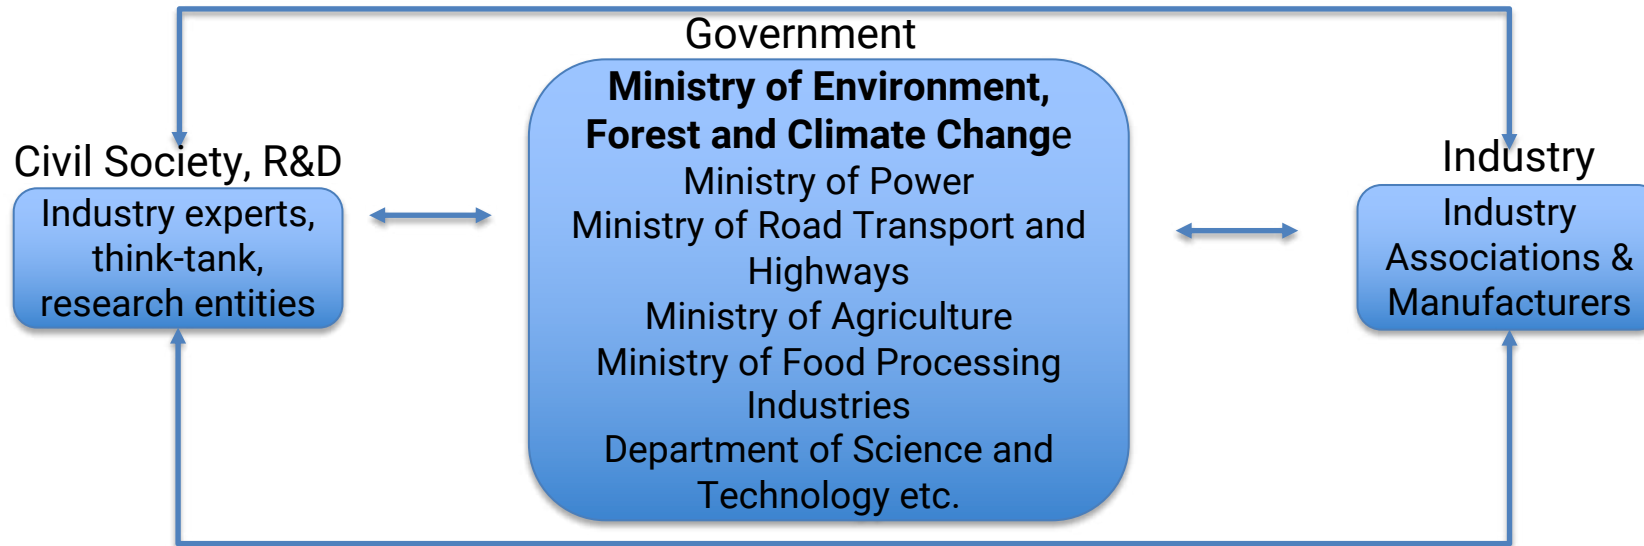 Government
Ministry of Environment,
Forest and Climate Change
Ministry of Power
Ministry of Road Transport and
Highways
Ministry of Agriculture
Ministry of Food Processing
Industries
Department of Science and
Technology etc.
Civil Society, R&D
Industry experts,
think-tank,
research entities
Industry
Industry
Associations &
Manufacturers